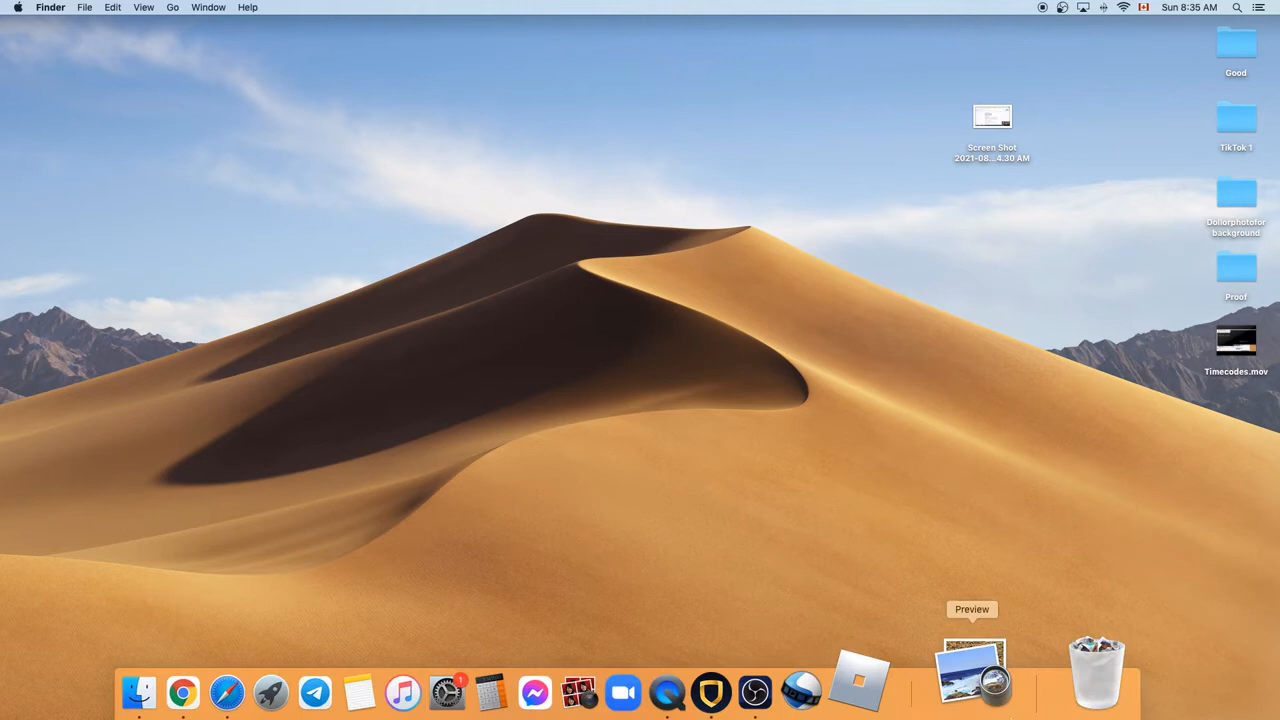 Finder File Edit View Go Window Help Sun 8:35 AM
Good
TikTok 1
Screen Shot
2021-08...4.30 AM
Dollorphotofor
background
Proof
Timecodes.mov
Preview
1